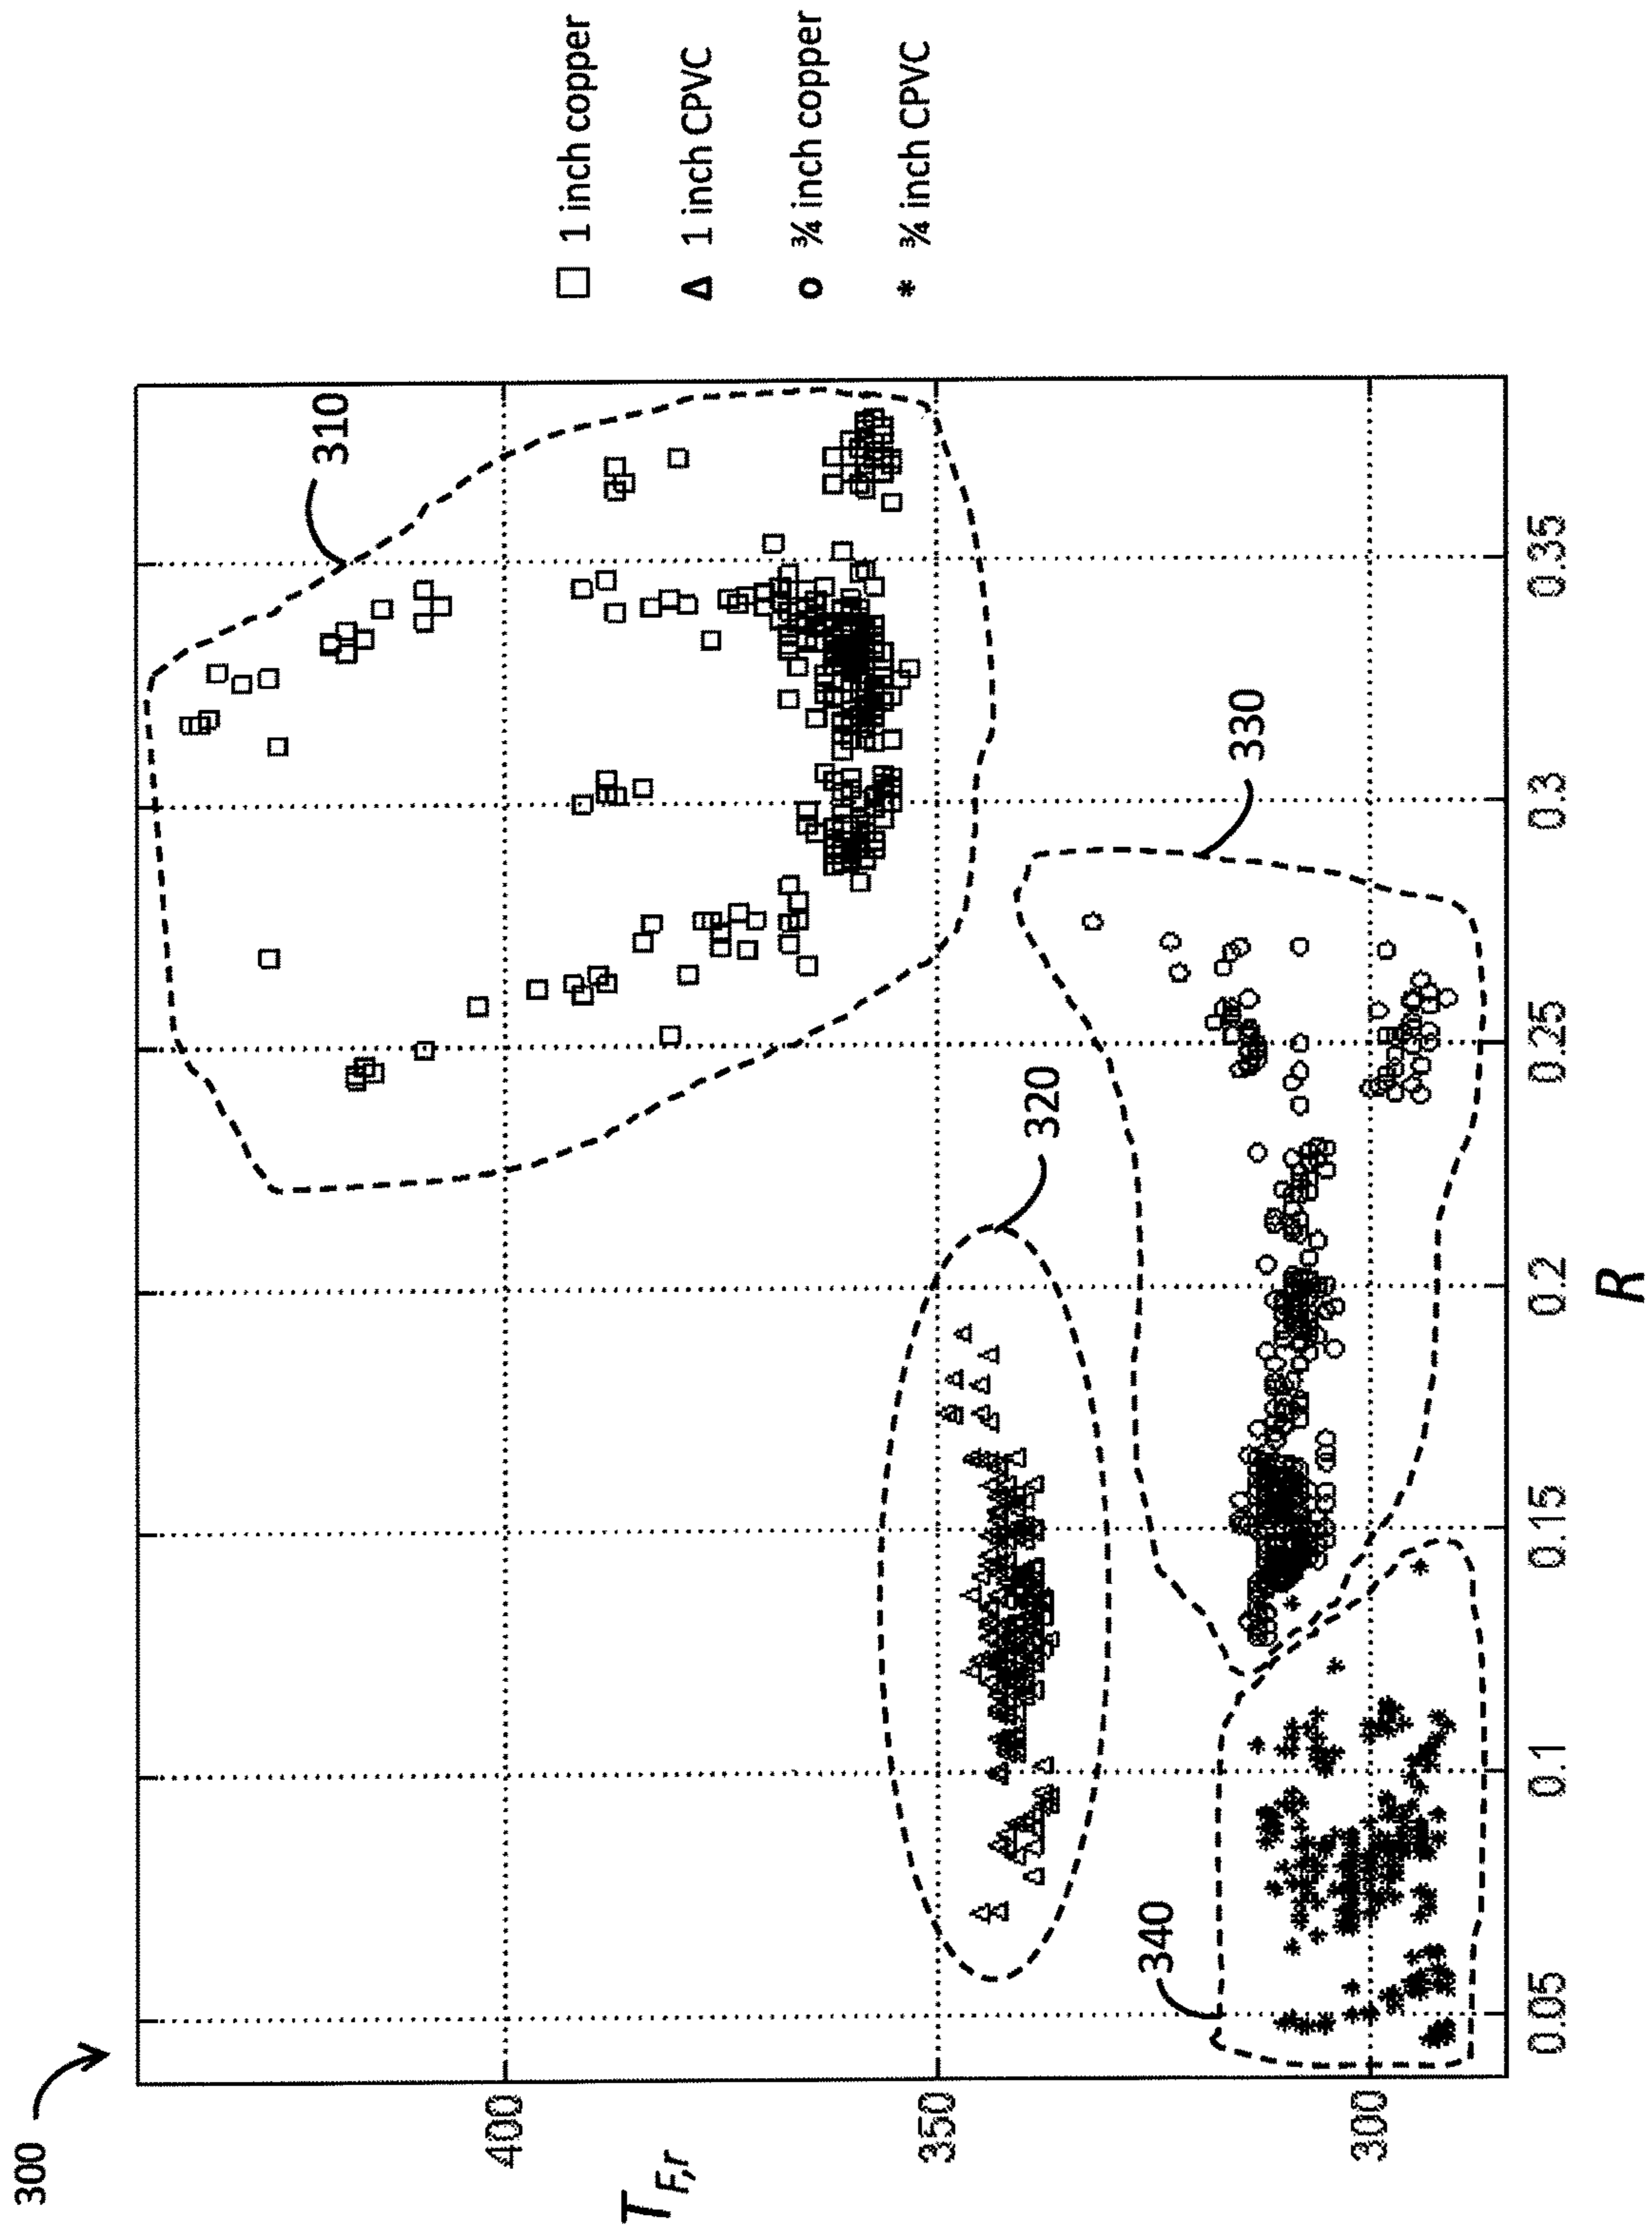 300
310
320
330
340
400
350
300
T̅F,r
0.05
0.1
0.15
0.2
0.25
0.3
0.35
R
□ 1 inch copper
Δ 1 inch CPVC
o ¾ inch copper
* ¾ inch CPVC